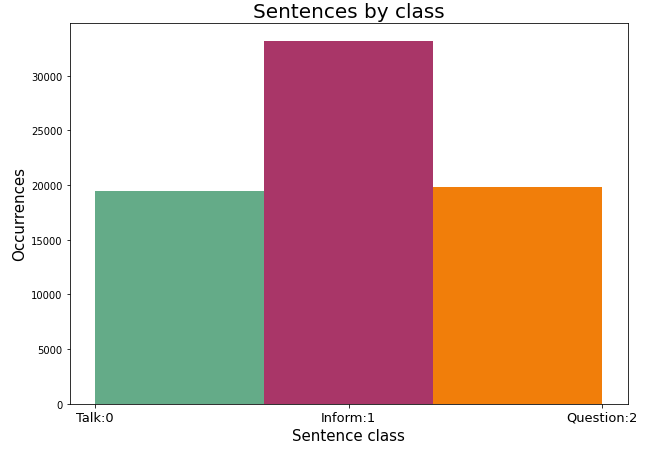 Sentences by class
Occurrences
30000
25000
20000
15000
10000
5000
0
Talk:0 Inform:1 Question:2
Sentence class